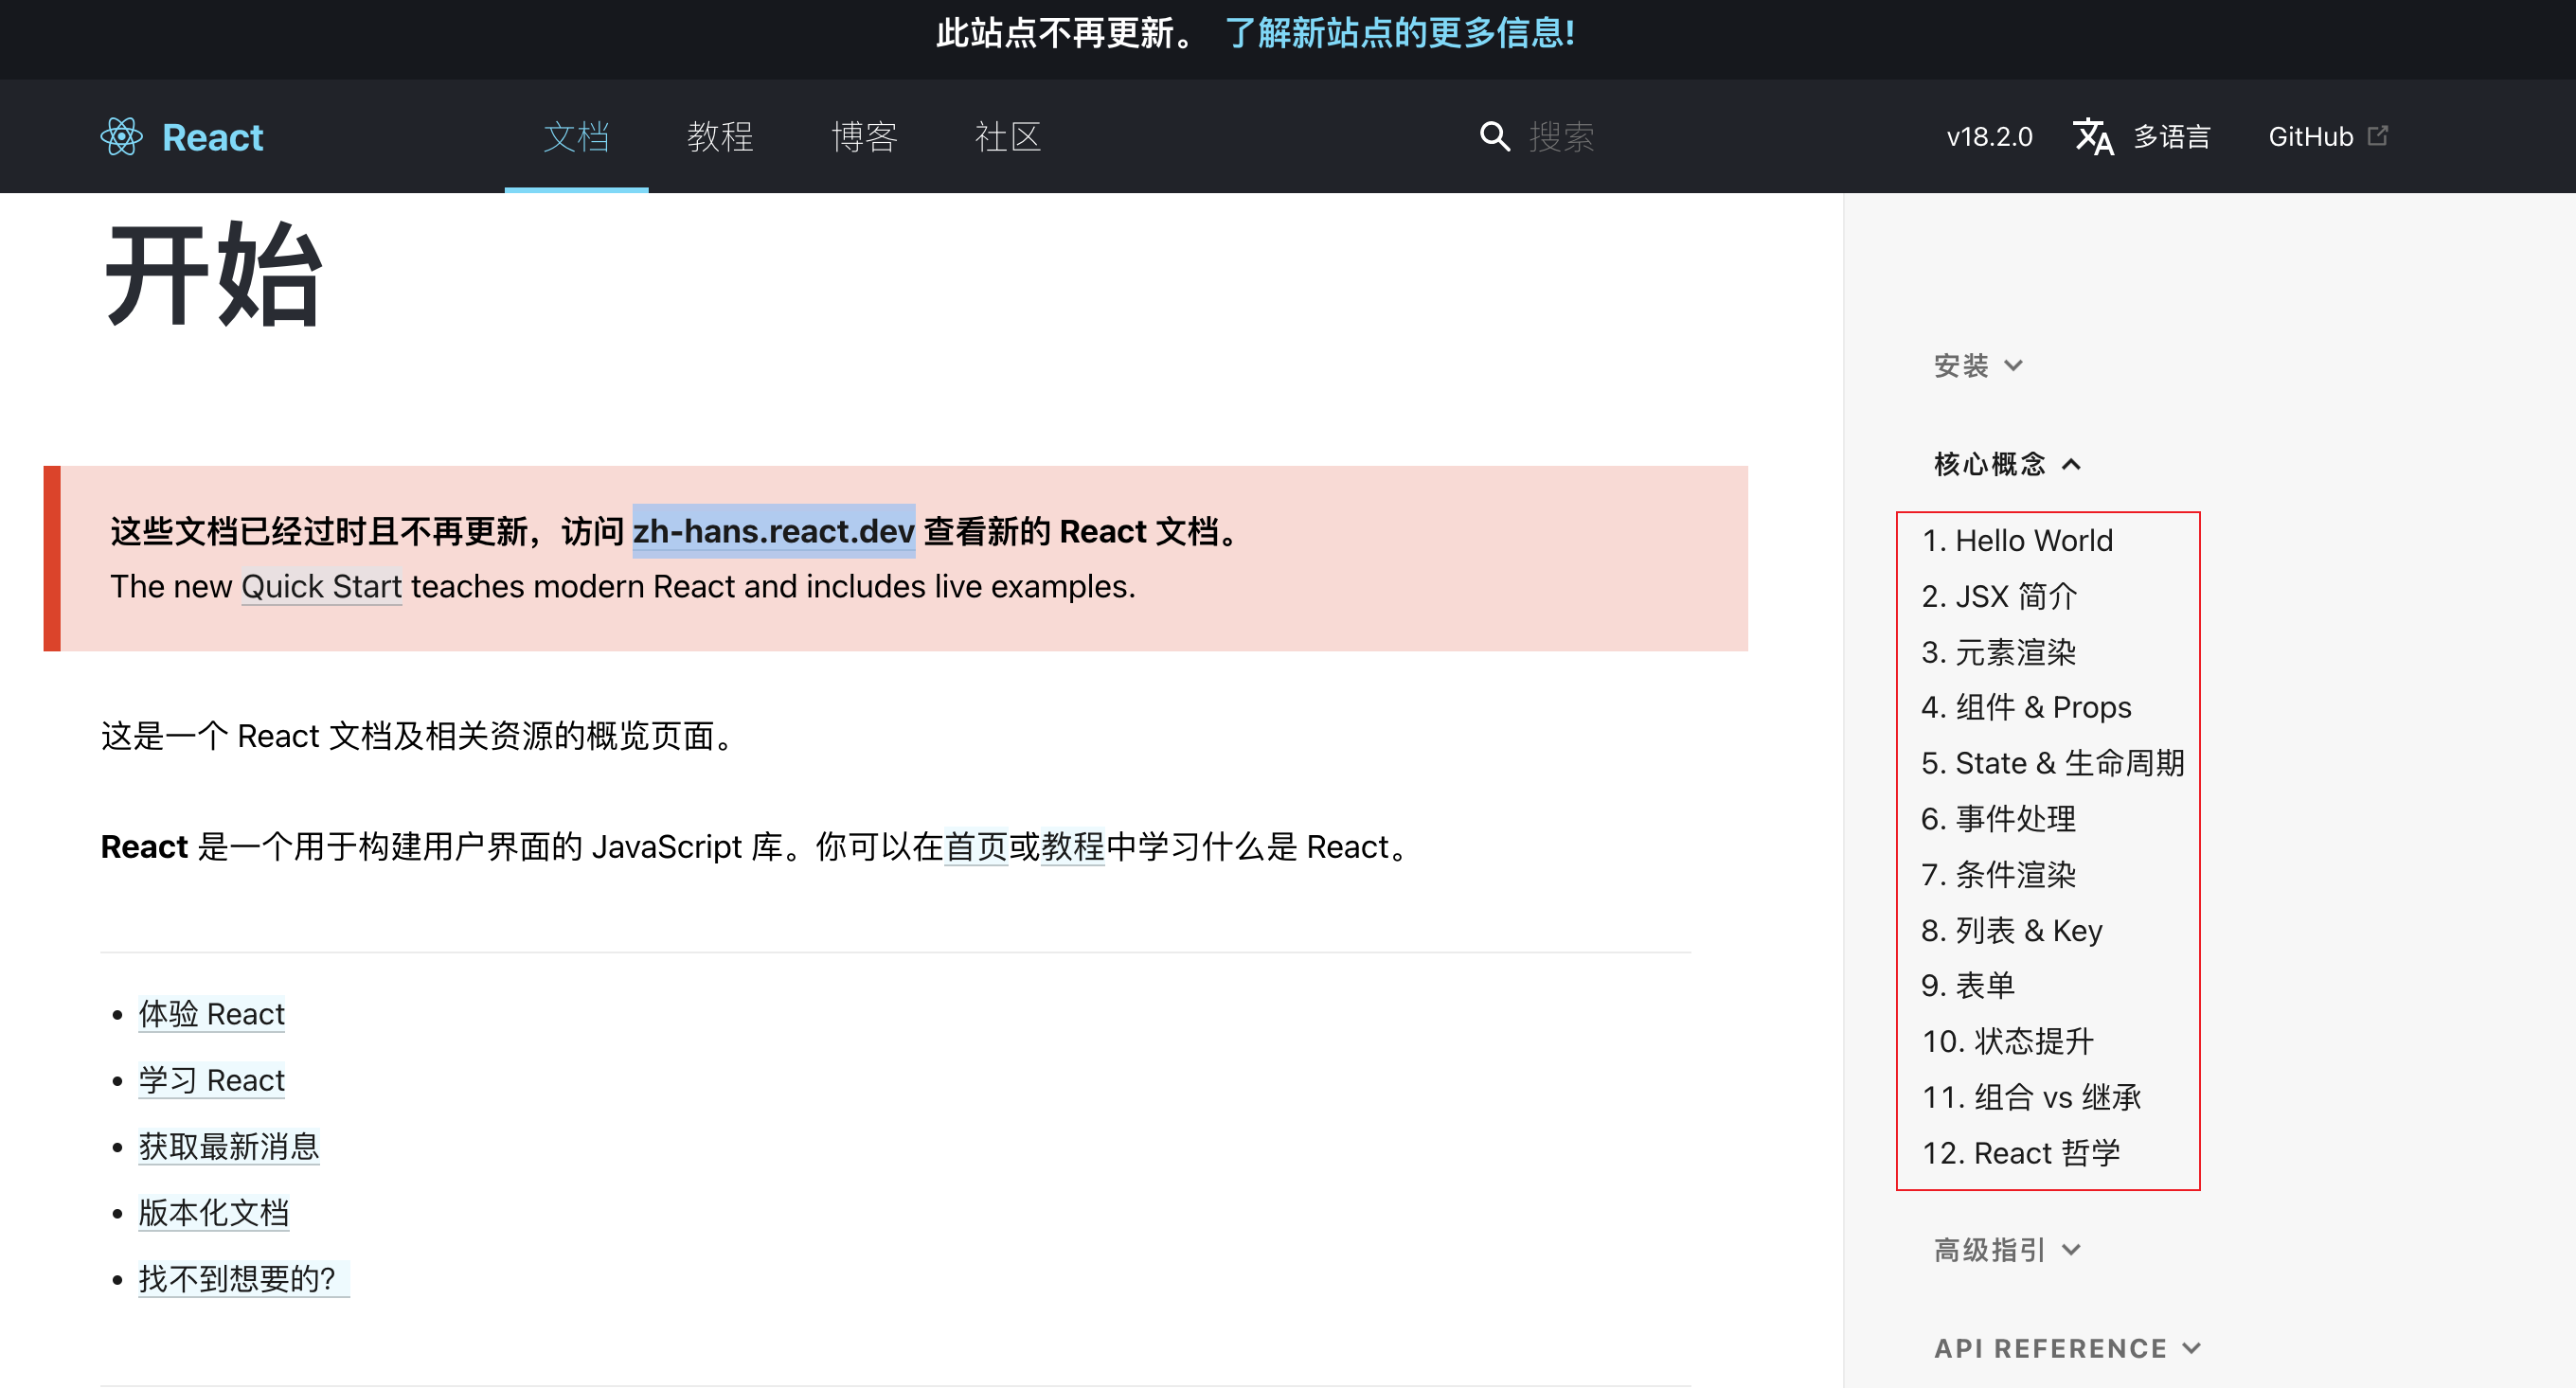 此站点不再更新。 了解新站点的更多信息!
React 文档 教程 博客 社区 搜索 v18.2.0 多语言 GitHub
开始
这些文档已经过时且不再更新，访问 zh-hans.react.dev 查看新的 React 文档。
The new Quick Start teaches modern React and includes live examples.
这是一个 React 文档及相关资源的概览页面。
React 是一个用于构建用户界面的 JavaScript 库。你可以在首页或教程中学习什么是 React。
体验 React
学习 React
获取最新消息
版本化文档
找不到想要的？
安装
核心概念
1. Hello World
2. JSX 简介
3. 元素渲染
4. 组件 & Props
5. State & 生命周期
6. 事件处理
7. 条件渲染
8. 列表 & Key
9. 表单
10. 状态提升
11. 组合 vs 继承
12. React 哲学
高级指引
API REFERENCE